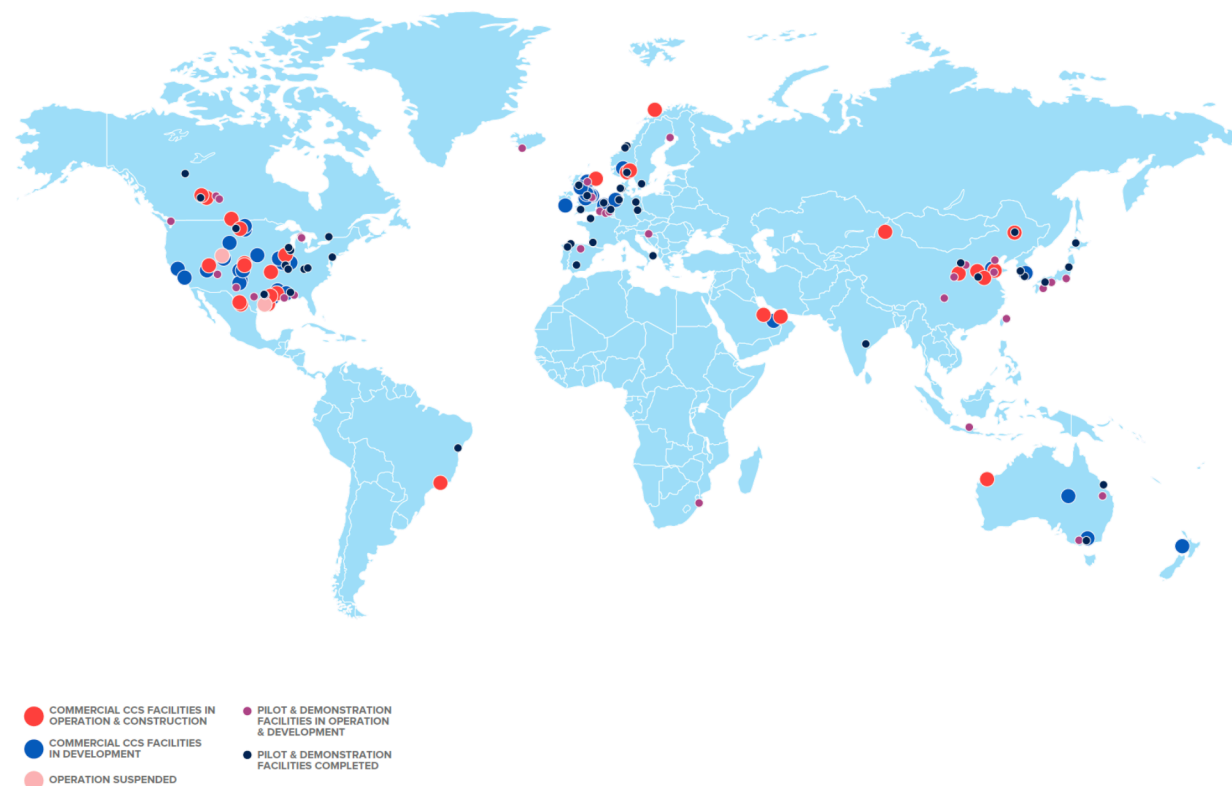 COMMERCIAL CCS FACILITIES IN
OPERATION & CONSTRUCTION
COMMERCIAL CCS FACILITIES
IN DEVELOPMENT
OPERATION SUSPENDED
PILOT & DEMONSTRATION
FACILITIES IN OPERATION
& DEVELOPMENT
PILOT & DEMONSTRATION
FACILITIES COMPLETED